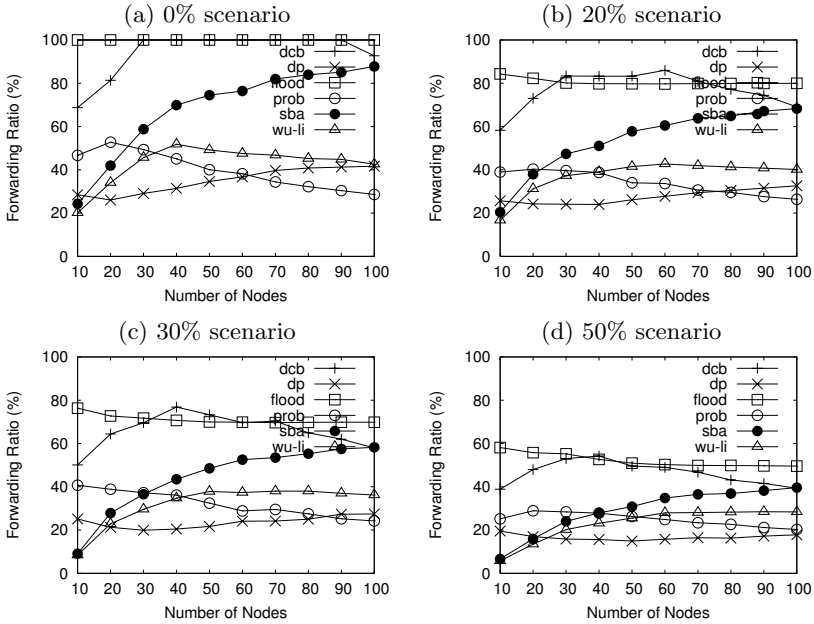 (a) 0% scenario
100
80
60
40
20
0
10 20 30 40 50 60 70 80 90 100
Forwarding Ratio (%)
Number of Nodes
dcb
dp
flood
prob
sba
wu-li
(b) 20% scenario
100
80
60
40
20
0
10 20 30 40 50 60 70 80 90 100
Forwarding Ratio (%)
Number of Nodes
dcb
dp
flood
prob
sba
wu-li
(c) 30% scenario
100
80
60
40
20
0
10 20 30 40 50 60 70 80 90 100
Forwarding Ratio (%)
Number of Nodes
dcb
dp
flood
prob
sba
wu-li
(d) 50% scenario
100
80
60
40
20
0
10 20 30 40 50 60 70 80 90 100
Forwarding Ratio (%)
Number of Nodes
dcb
dp
flood
prob
sba
wu-li